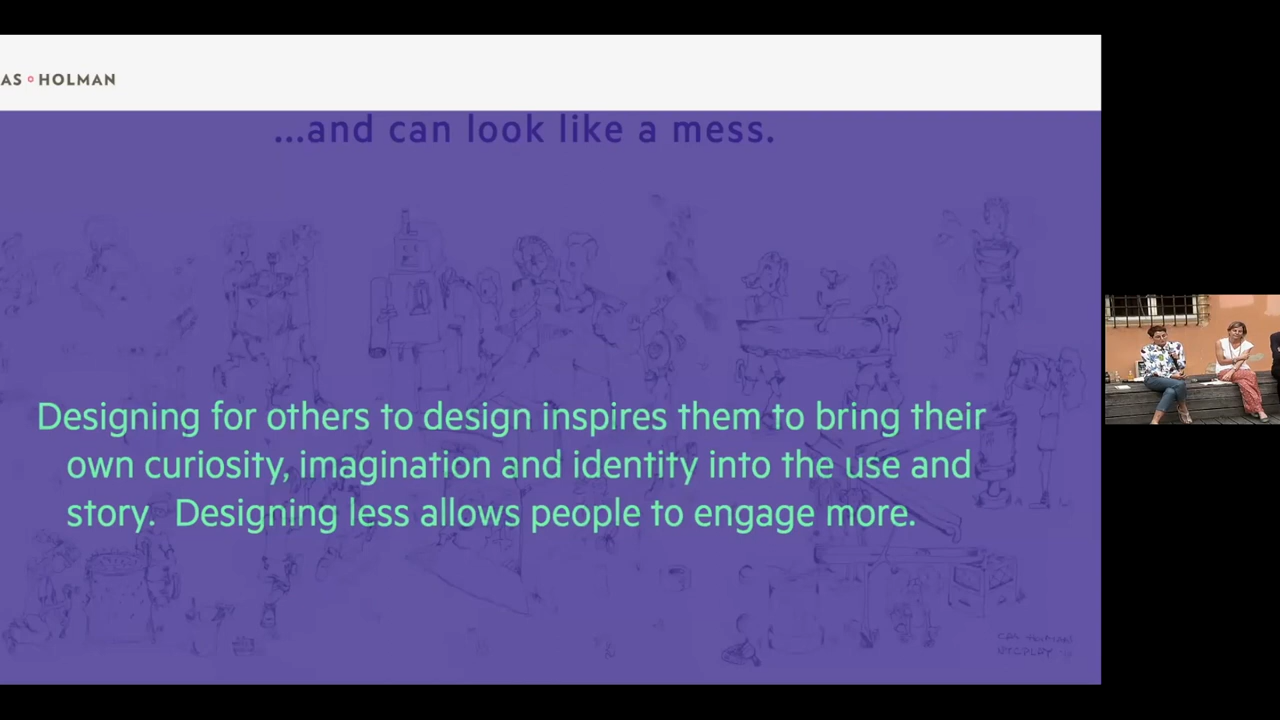 AS HOLMAN
...and can look like a mess.
Designing for others to design inspires them to bring their
own curiosity, imagination and identity into the use and
story. Designing less allows people to engage more.